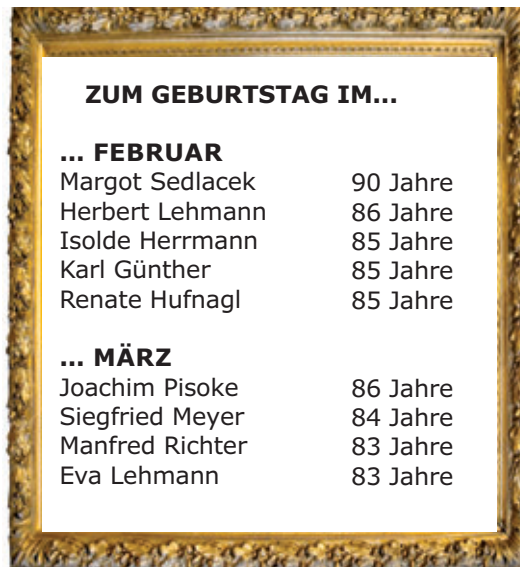 ZUM GEBURTSTAG IM...
... FEBRUAR
Margot Sedlacek 90 Jahre
Herbert Lehmann 86 Jahre
Isolde Herrmann 85 Jahre
Karl Günther 85 Jahre
Renate Hufnagl 85 Jahre
... MÄRZ
Joachim Pisoke 86 Jahre
Siegfried Meyer 84 Jahre
Manfred Richter 83 Jahre
Eva Lehmann 83 Jahre